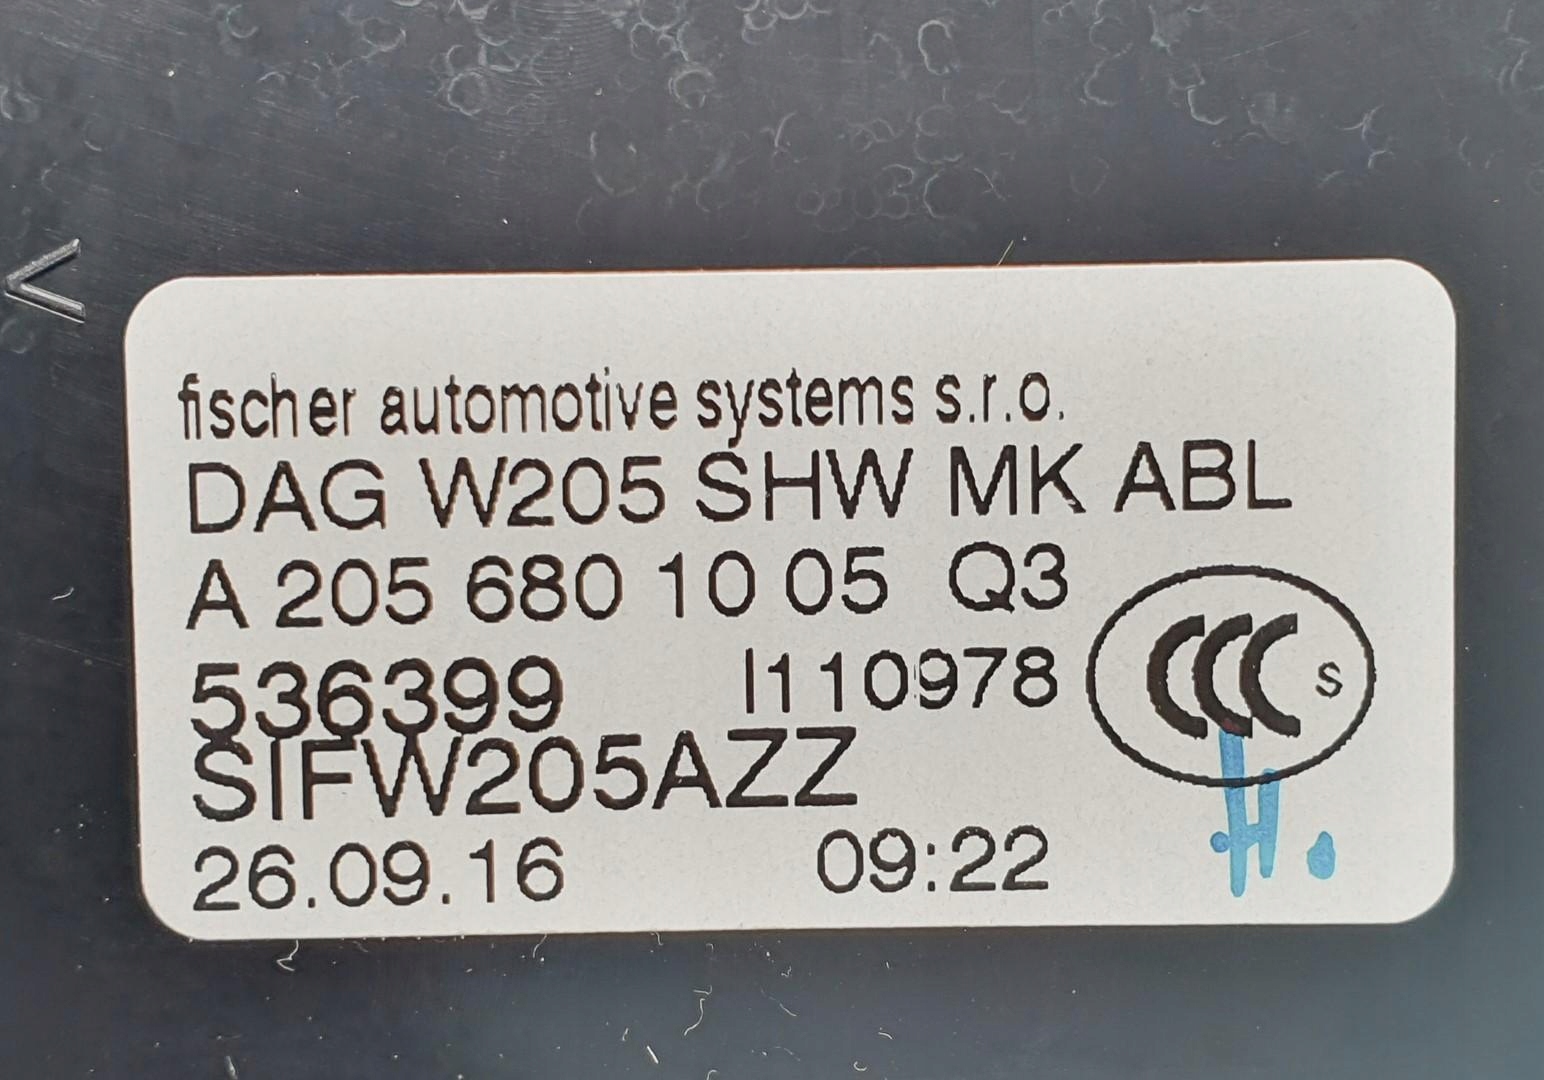 <
fischer automotive systems s.r.o.
DAG W205 SHW MK ABL
A 205 680 10 05 Q3
536399 I110978
CCC S
SIFW205AZZ
26.09.16 09:22
H.